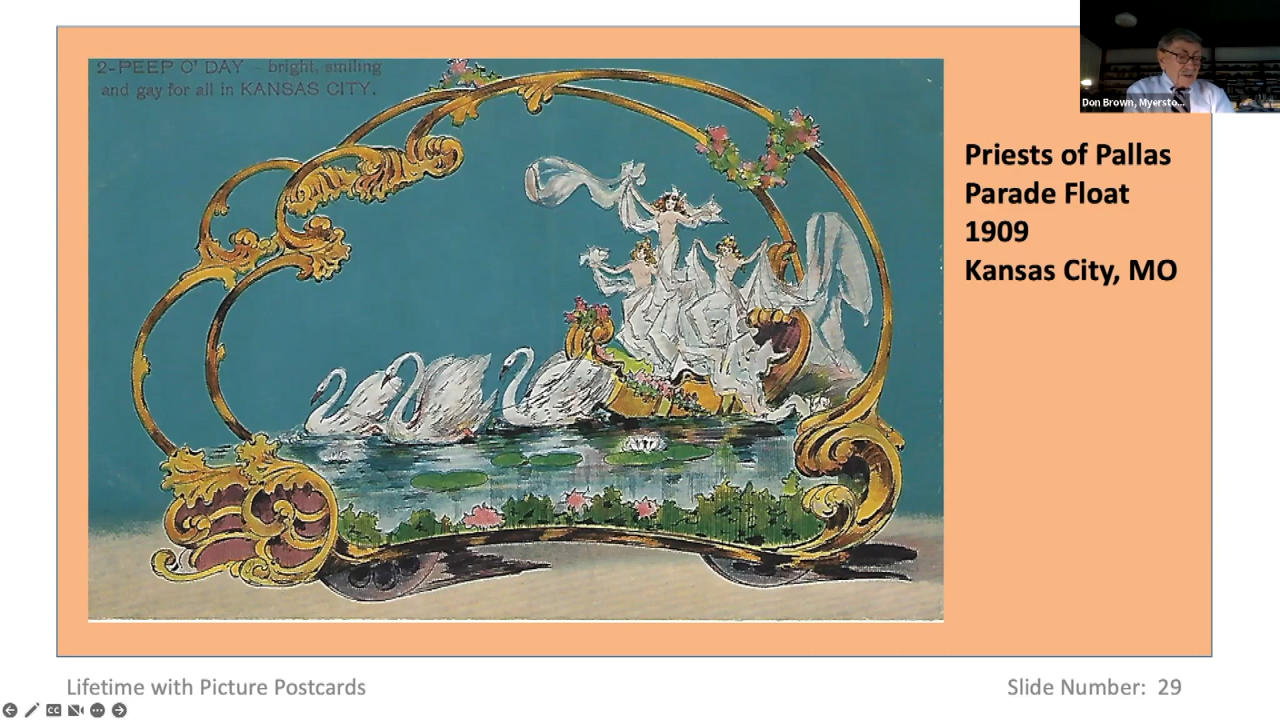 2-PEEP O' DAY – bright, smiling
and gay for all in KANSAS CITY.
Don Brown, Myersto...
Priests of Pallas
Parade Float
1909
Kansas City, MO
Lifetime with Picture Postcards
Slide Number: 29
CC